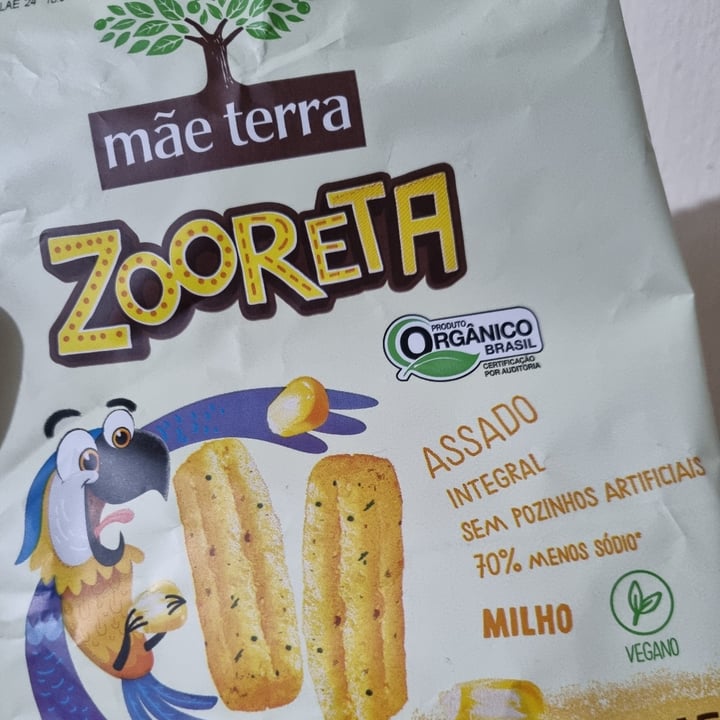 mãe terra
ZOORETA
PRODUTO
ORGÂNICO
BRASIL
CERTIFICAÇÃO
POR AUDITORIA
ASSADO
INTEGRAL
SEM POZINHOS ARTIFICIAIS
70% MENOS SÓDIO*
MILHO
VEGANO